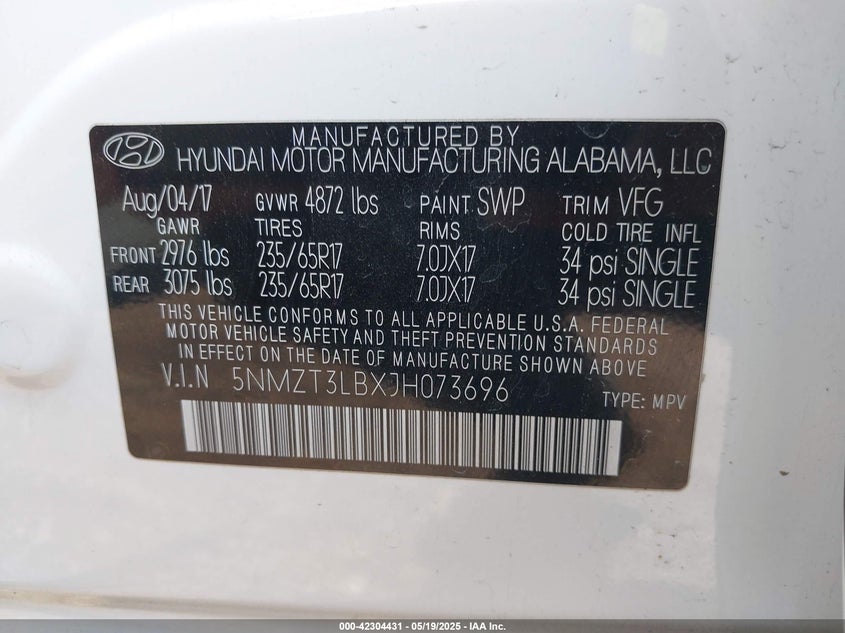 MANUFACTURED BY
HYUNDAI MOTOR MANUFACTURING ALABAMA, LLC
Aug/04/17 GVWR 4872 lbs PAINT SWP TRIM VFG
GAWR TIRES RIMS COLD TIRE INFL
FRONT 2976 lbs 235/65R17 7.0JX17 34 psi SINGLE
REAR 3075 lbs 235/65R17 7.0JX17 34 psi SINGLE
THIS VEHICLE CONFORMS TO ALL APPLICABLE U.S.A. FEDERAL
MOTOR VEHICLE SAFETY AND THEFT PREVENTION STANDARDS
IN EFFECT ON THE DATE OF MANUFACTURE SHOWN ABOVE
V.I.N 5NMZT3LBXJH073696 TYPE: MPV
000-42304431 - 05/19/2025 - IAA Inc.